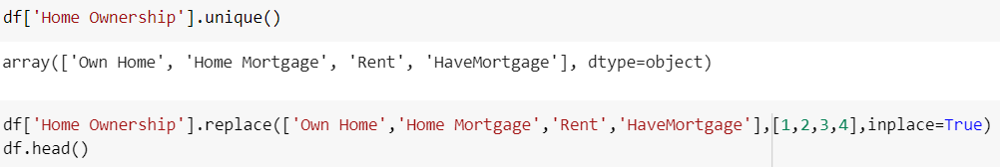 df['Home Ownership'].unique()
array(['Own Home', 'Home Mortgage', 'Rent', 'HaveMortgage'], dtype=object)
df['Home Ownership'].replace(['Own Home','Home Mortgage','Rent','HaveMortgage'],[1,2,3,4],inplace=True)
df.head()